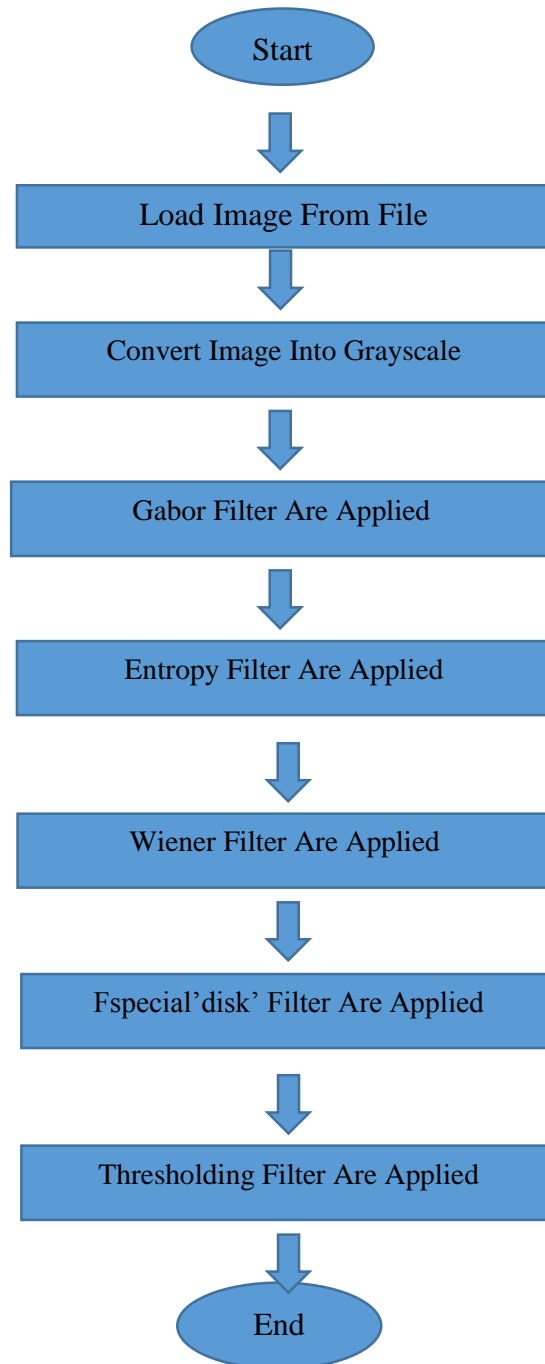 Start
Load Image From File
Convert Image Into Grayscale
Gabor Filter Are Applied
Entropy Filter Are Applied
Wiener Filter Are Applied
Fspecial’disk’ Filter Are Applied
Thresholding Filter Are Applied
End